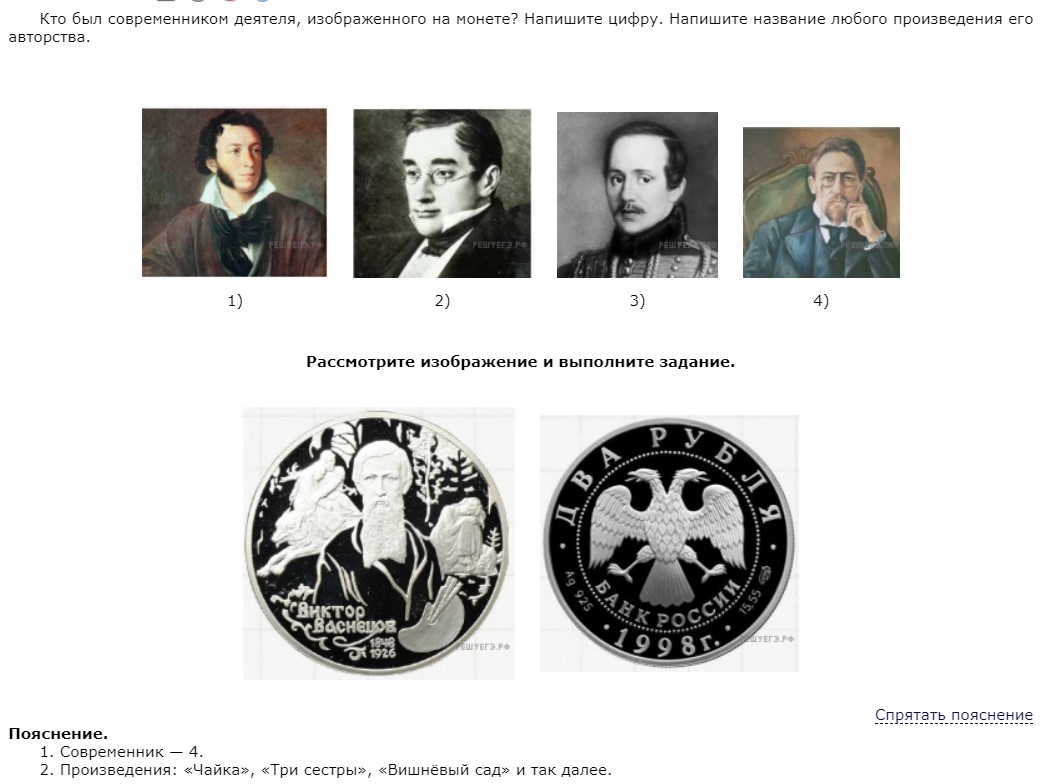 Кто был современником деятеля, изображенного на монете? Напишите цифру. Напишите название любого произведения его
авторства.
РЕШУЕГЭ.РФ
РЕШУЕГЭ.РФ
РЕШУЕГЭ.РФ
РЕШУЕГЭ.РФ
1)
2)
3)
4)
Рассмотрите изображение и выполните задание.
ВИКТОР
ВАСНЕЦОВ
1848
1926
РЕШУЕГЭ.РФ
ДВА РУБЛЯ
Ag 925
БАНК РОССИИ
15,55
1998г.
РЕШУЕГЭ.РФ
Спрятать пояснение
Пояснение.
1. Современник — 4.
2. Произведения: «Чайка», «Три сестры», «Вишнёвый сад» и так далее.